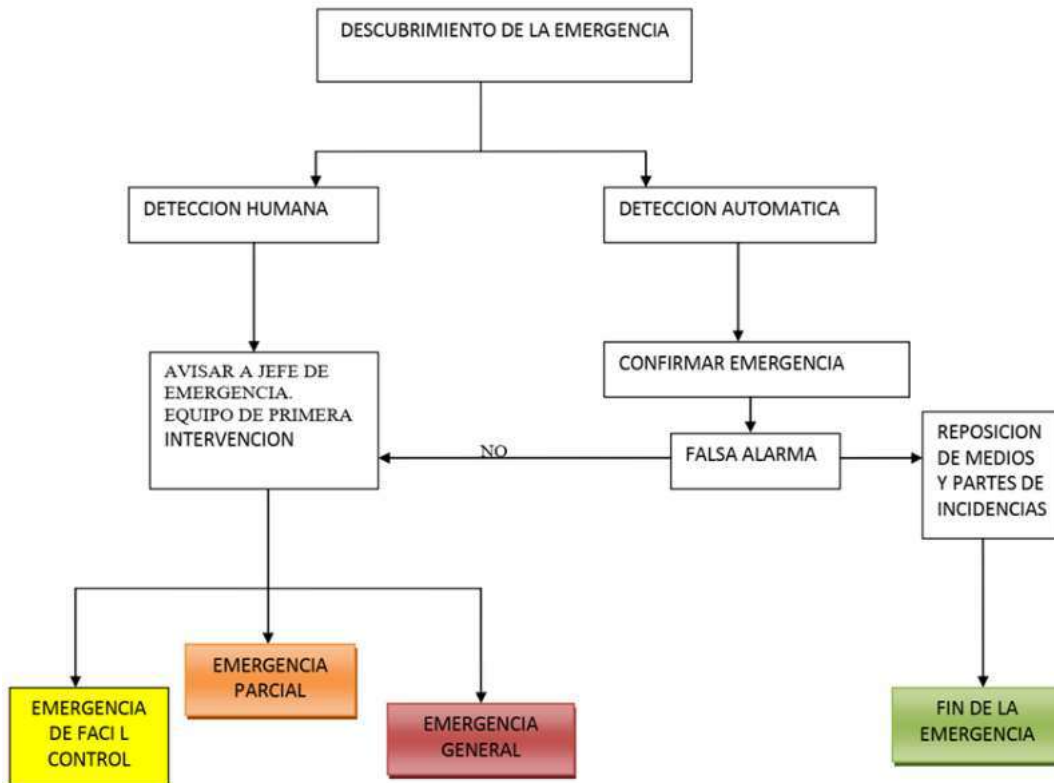 DESCUBRIMIENTO DE LA EMERGENCIA
DETECCION HUMANA
DETECCION AUTOMATICA
AVISAR A JEFE DE
EMERGENCIA.
EQUIPO DE PRIMERA
INTERVENCION
CONFIRMAR EMERGENCIA
NO
FALSA ALARMA
REPOSICION
DE MEDIOS
Y PARTES DE
INCIDENCIAS
EMERGENCIA
DE FACI L
CONTROL
EMERGENCIA
PARCIAL
EMERGENCIA
GENERAL
FIN DE LA
EMERGENCIA